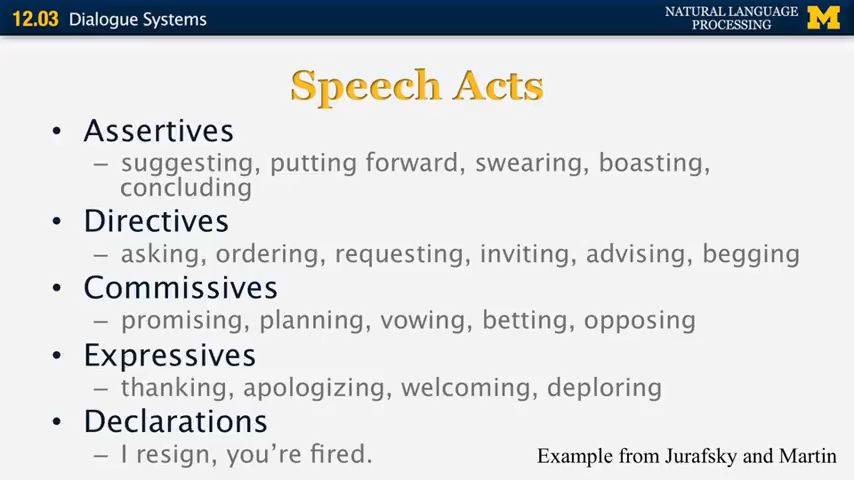 12.03 Dialogue Systems
NATURAL LANGUAGE
PROCESSING
M
Speech Acts
• Assertives
– suggesting, putting forward, swearing, boasting,
concluding
• Directives
– asking, ordering, requesting, inviting, advising, begging
• Commissives
– promising, planning, vowing, betting, opposing
• Expressives
– thanking, apologizing, welcoming, deploring
• Declarations
– I resign, you’re fired.
Example from Jurafsky and Martin